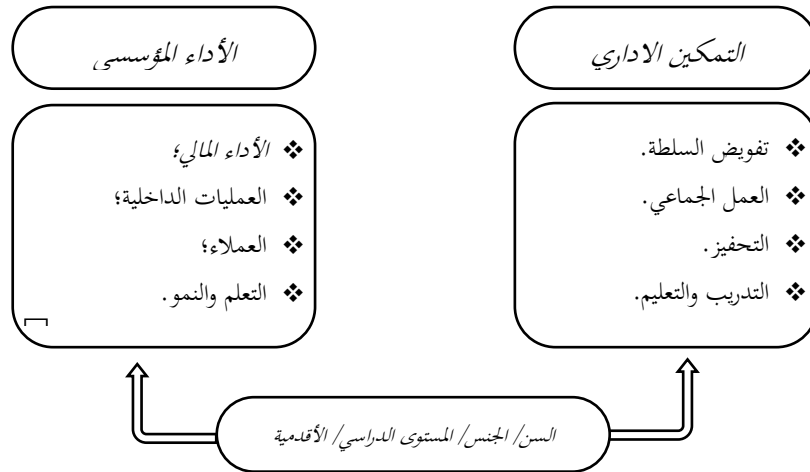 التمكين الاداري
تفويض السلطة.
العمل الجماعي.
التحفيز.
التدريب والتعليم.
الأداء المؤسسي
الأداء المالي؛
العمليات الداخلية؛
العملاء؛
التعلم والنمو.
السن/ الجنس/ المستوى الدراسي/ الأقدمية